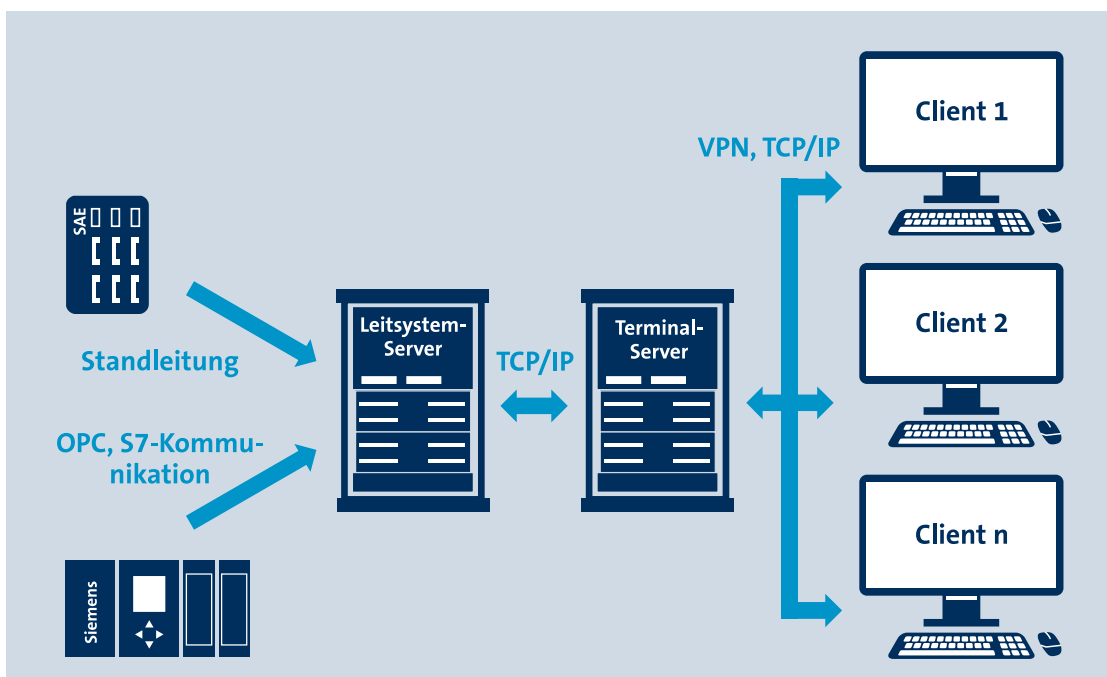 SAE
Standleitung
OPC, S7-Kommu-
nikation
Siemens
Leitsystem-
Server
TCP/IP
Terminal-
Server
VPN, TCP/IP
Client 1
Client 2
Client n